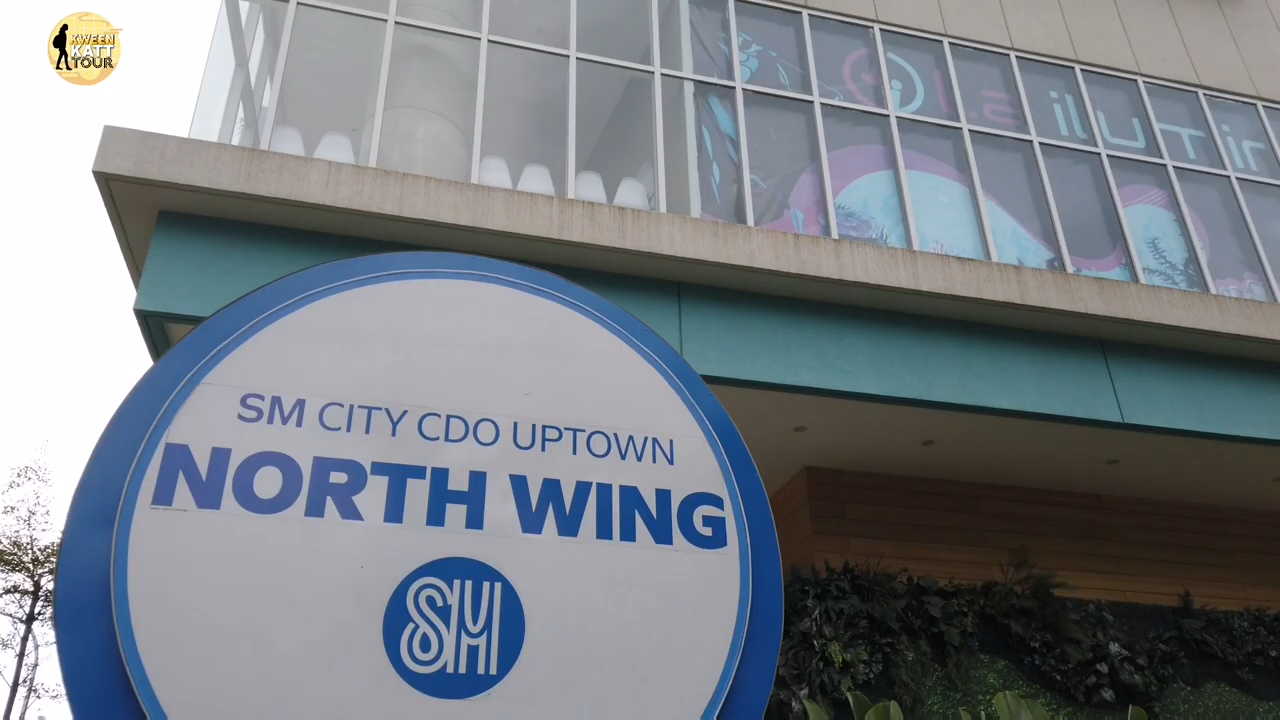 KWEEN
KATT
TOUR
SM CITY CDO UPTOWN
NORTH WING
SM